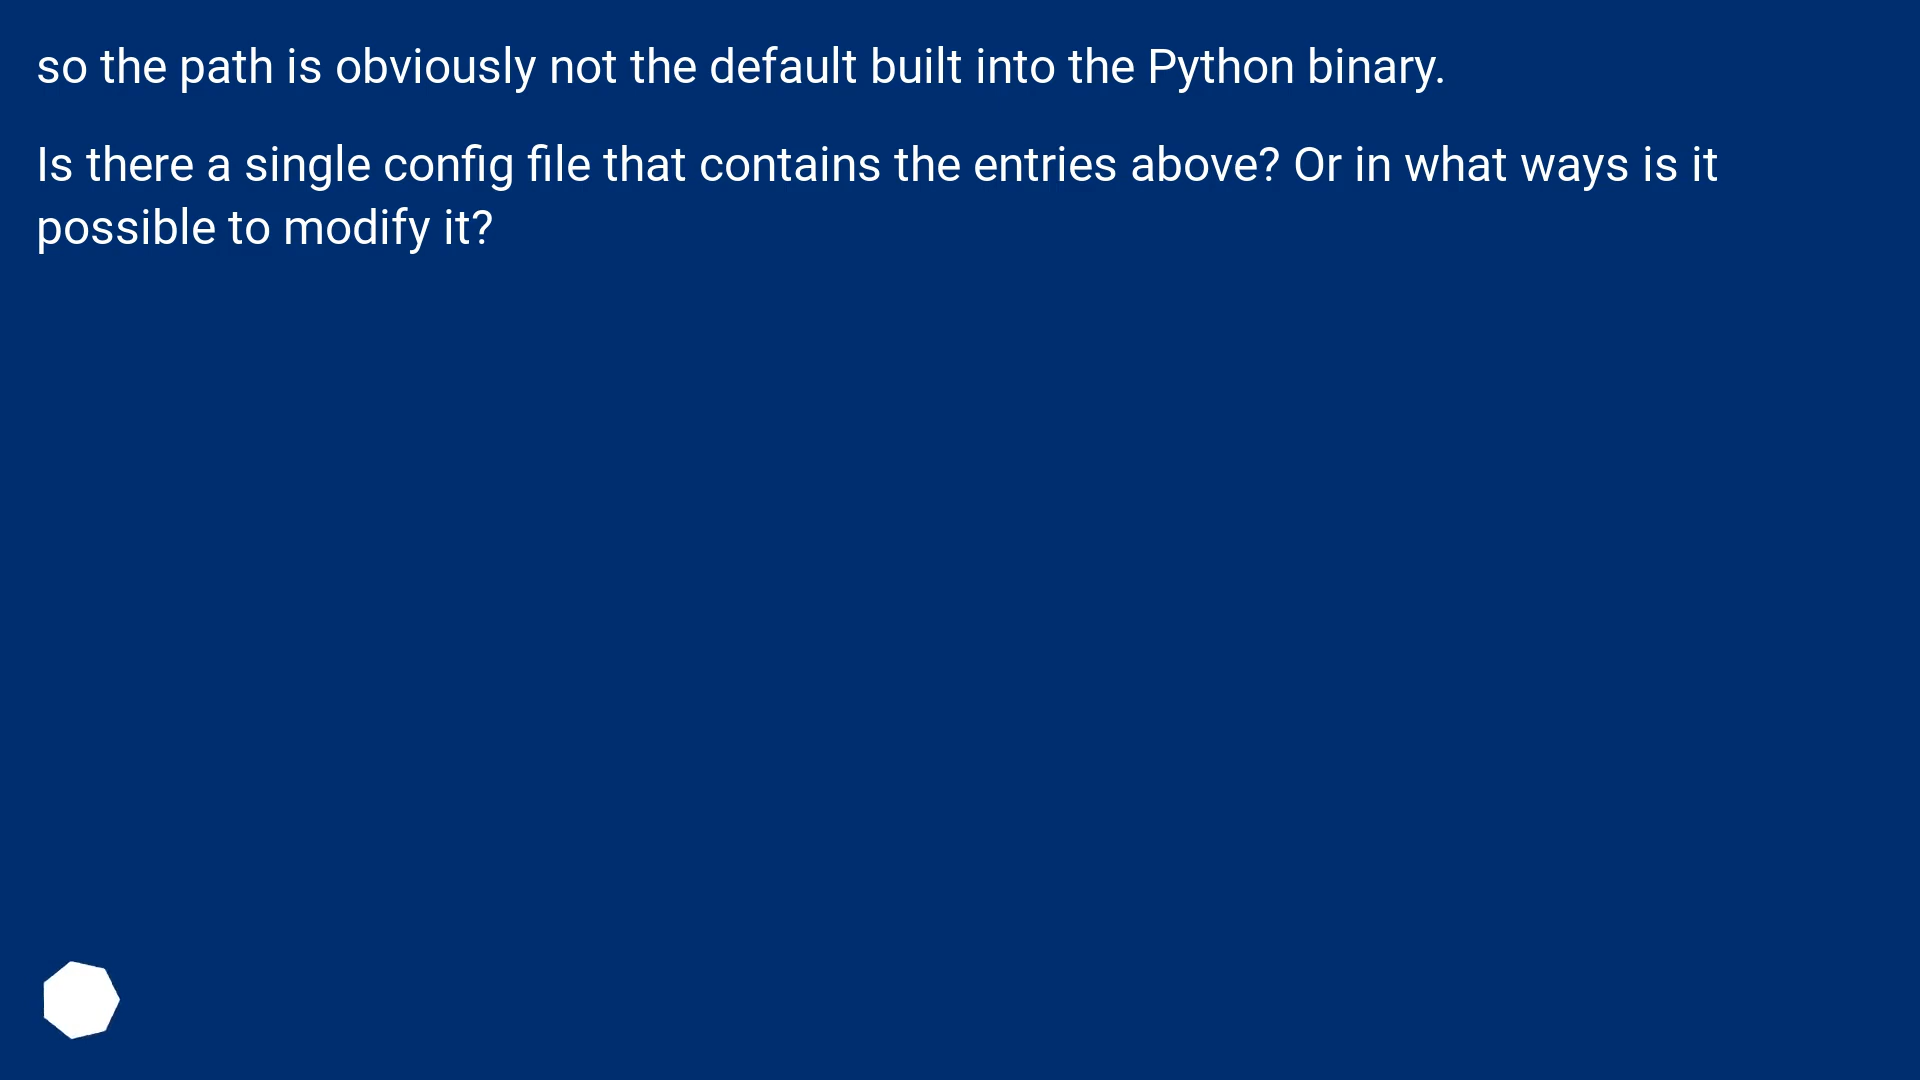 so the path is obviously not the default built into the Python binary.
Is there a single config file that contains the entries above? Or in what ways is it
possible to modify it?